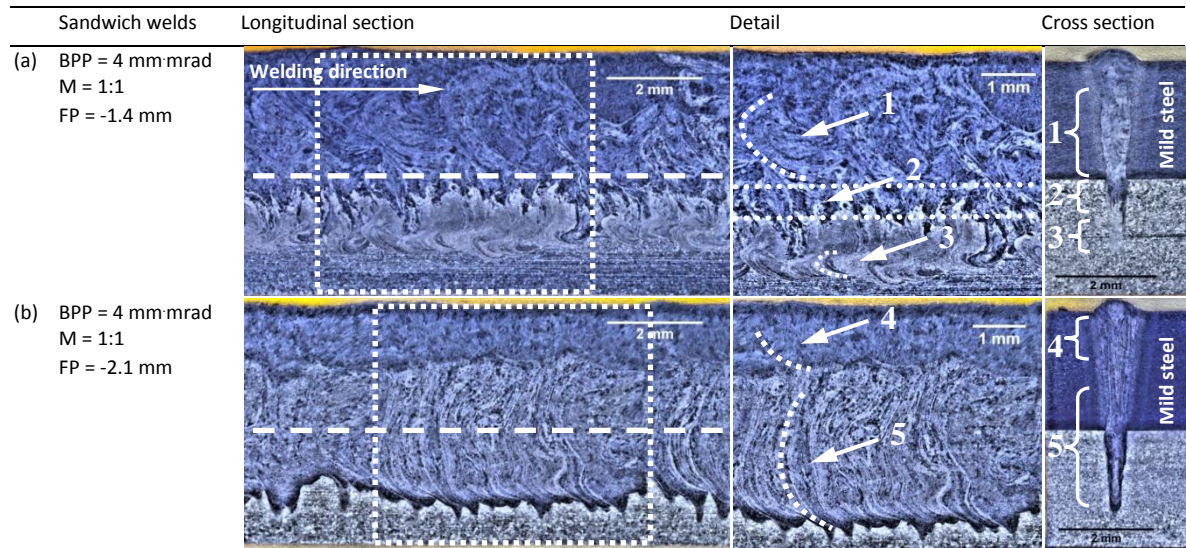 Sandwich welds Longitudinal section Detail Cross section
(a) BPP = 4 mm·mrad
M = 1:1
FP = -1.4 mm
Welding direction
2 mm
1 mm
1
2
3
1
2
3
Mild steel
2 mm
(b) BPP = 4 mm·mrad
M = 1:1
FP = -2.1 mm
2 mm
1 mm
4
5
4
5
Mild steel
2 mm